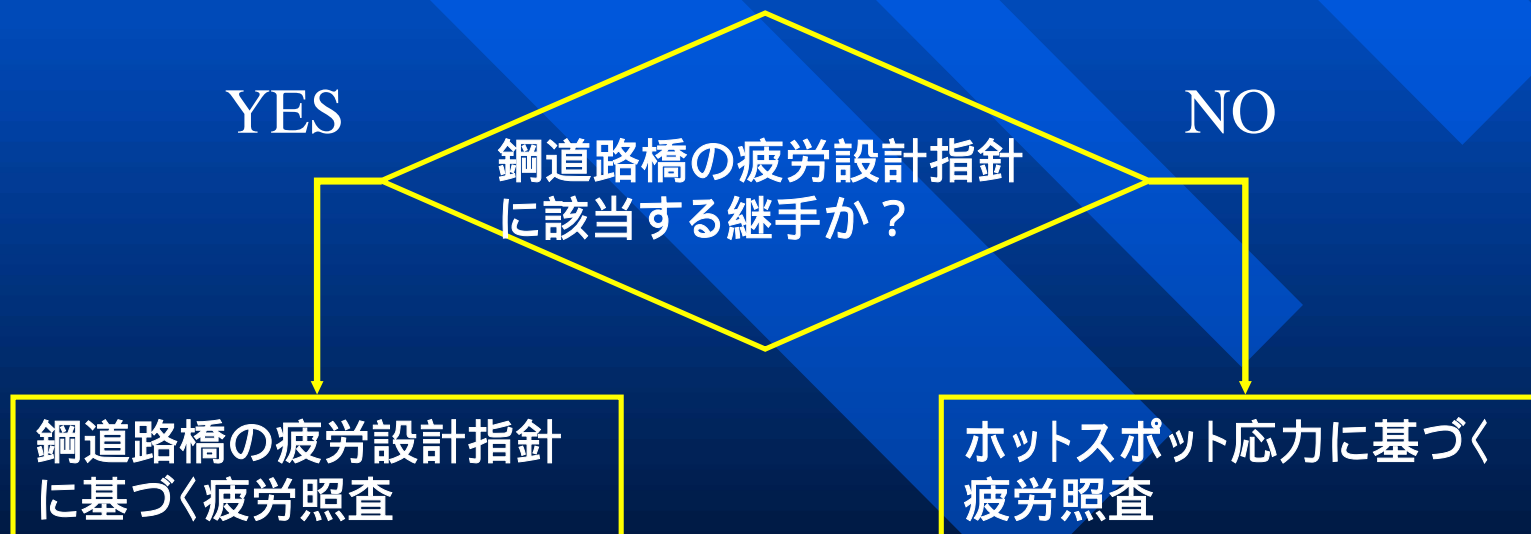 YES
NO
鋼道路橋の疲労設計指針
に該当する継手か？
鋼道路橋の疲労設計指針
に基づく疲労照査
ホットスポット応力に基づく
疲労照査